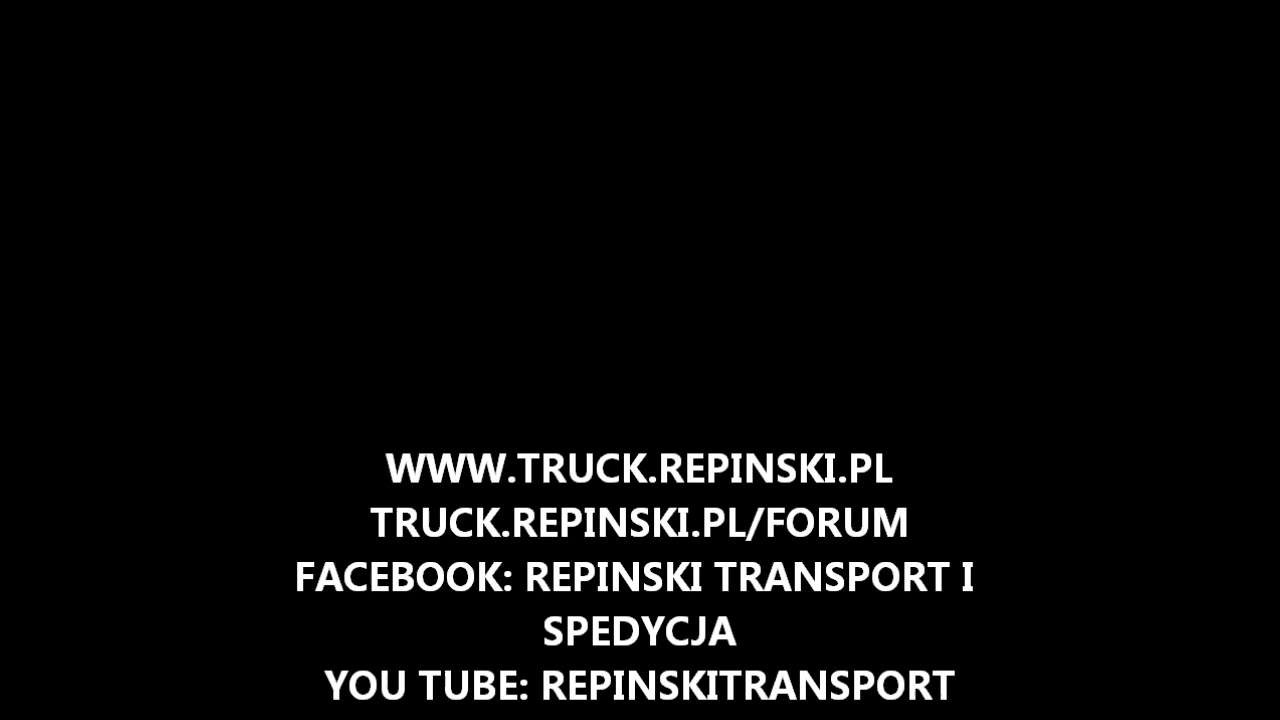 WWW.TRUCK.REPINSKI.PL
TRUCK.REPINSKI.PL/FORUM
FACEBOOK: REPINSKI TRANSPORT I
SPEDYCJA
YOU TUBE: REPINSKITRANSPORT